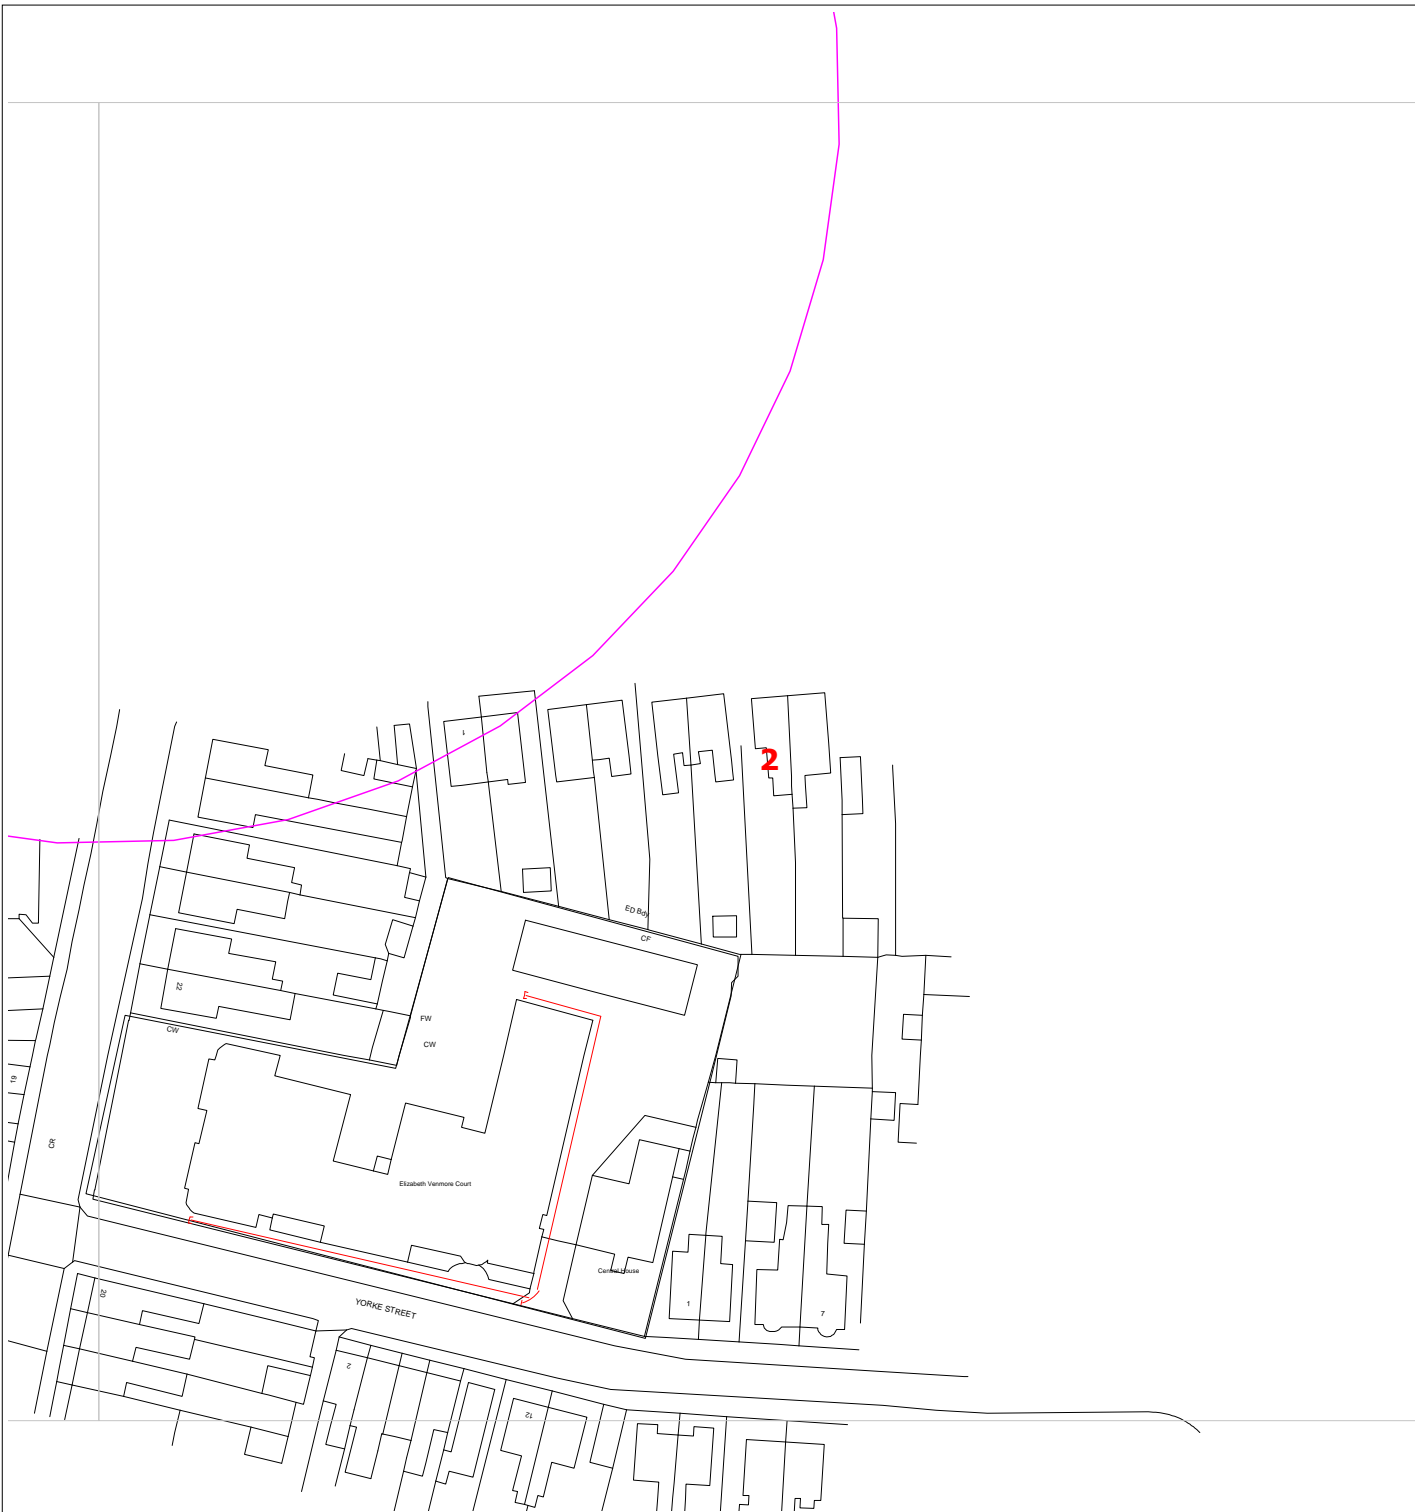 1
2
ED Bdy
CF
22
FW
CW
CW
19
CR
Elizabeth Venmore Court
Central House
20
YORKE STREET
1
7
2
12